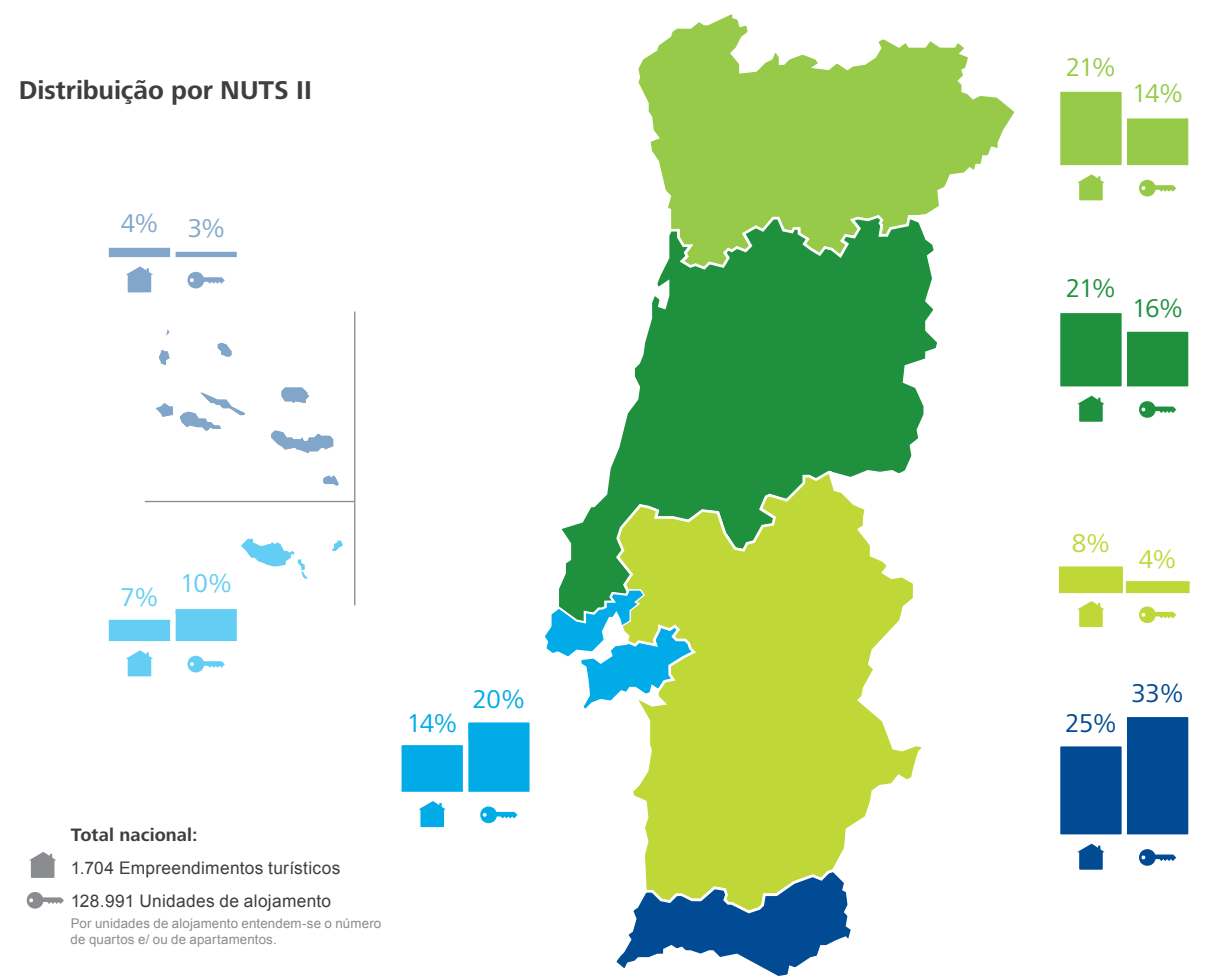 Distribuição por NUTS II
21%
14%
4%
3%
21%
16%
8%
4%
7%
10%
14%
20%
25%
33%
Total nacional:
1.704 Empreendimentos turísticos
128.991 Unidades de alojamento
Por unidades de alojamento entendem-se o número
de quartos e/ ou de apartamentos.